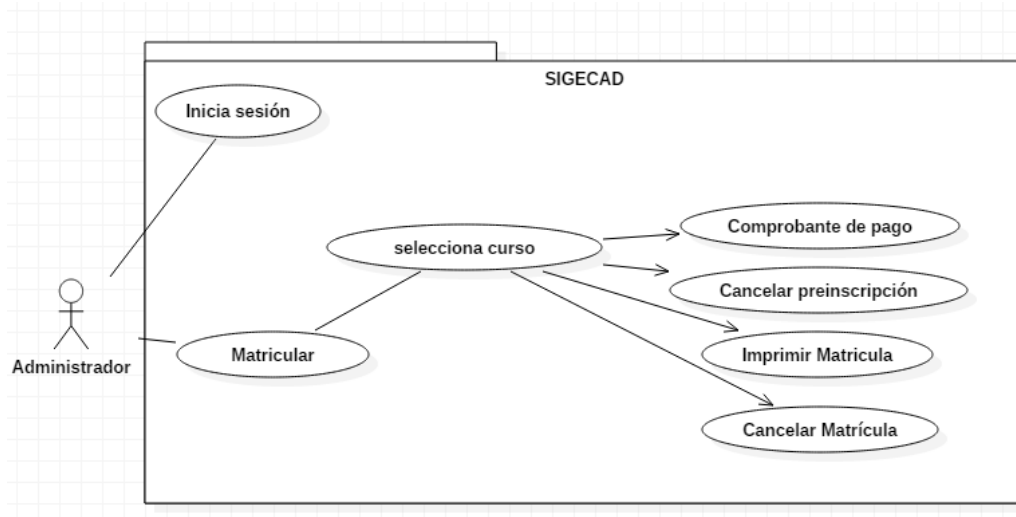 SIGECAD
Inicia sesión
Comprobante de pago
selecciona curso
Cancelar preinscripción
Matricular
Imprimir Matricula
Administrador
Cancelar Matrícula